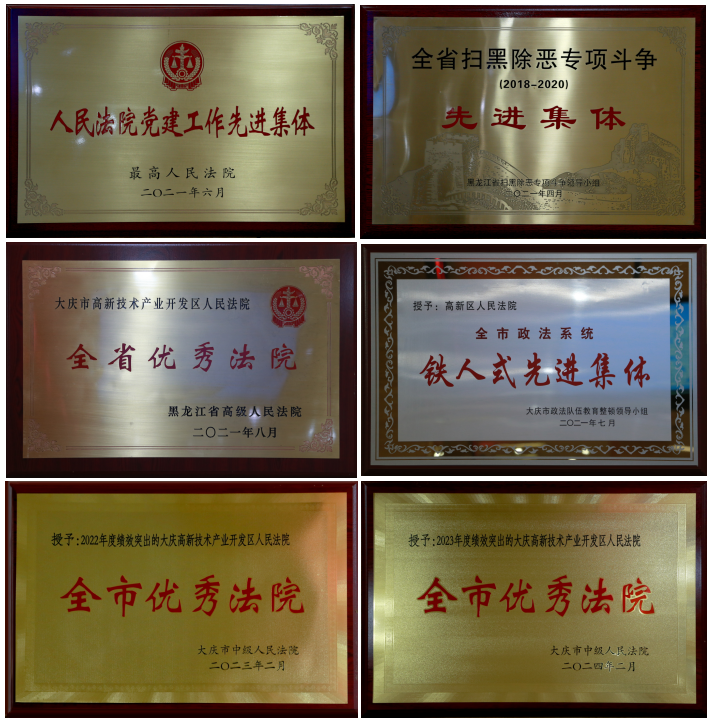 人民法院党建工作先进集体
最高人民法院
二〇二一年六月
全省扫黑除恶专项斗争
(2018-2020)
先进集体
黑龙江省扫黑除恶专项斗争领导小组
二〇二一年四月
大庆市高新技术产业开发区人民法院
全省优秀法院
黑龙江省高级人民法院
二〇二一年八月
授予：高新区人民法院
全市政法系统
铁人式先进集体
大庆市政法队伍教育整顿领导小组
二〇二一年七月
授予：2022年度绩效突出的大庆高新技术产业开发区人民法院
全市优秀法院
大庆市中级人民法院
二〇二三年二月
授予：2023年度绩效突出的大庆高新技术产业开发区人民法院
全市优秀法院
大庆市中级人民法院
二〇二四年二月